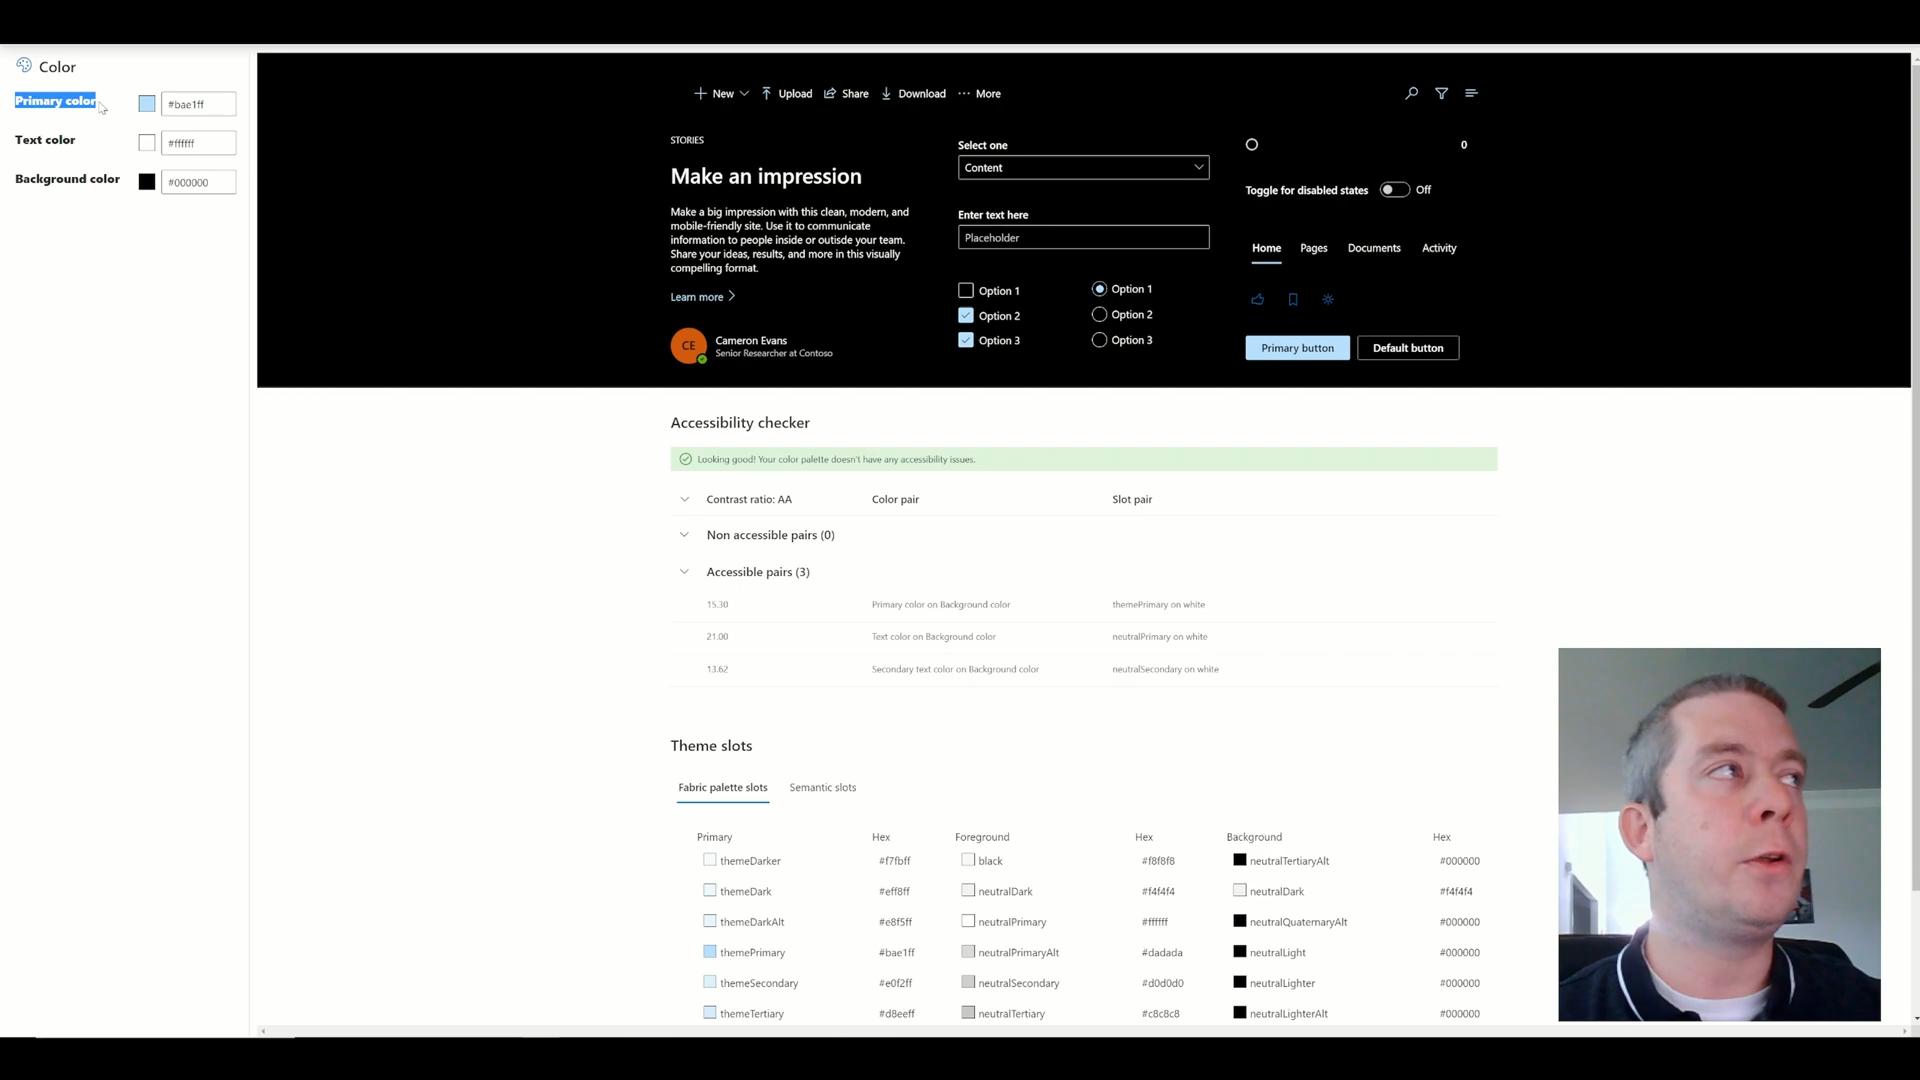 Color
Primary color
#bae1ff
Text color
#ffffff
Background color
#000000
New
Upload
Share
Download
More
STORIES
Make an impression
Make a big impression with this clean, modern, and
mobile-friendly site. Use it to communicate
information to people inside or outisde your team.
Share your ideas, results, and more in this visually
compelling format.
Learn more
CE
Cameron Evans
Senior Researcher at Contoso
Select one
Content
Enter text here
Placeholder
Option 1
Option 2
Option 3
Option 1
Option 2
Option 3
0
Toggle for disabled states
Off
Home
Pages
Documents
Activity
Primary button
Default button
Accessibility checker
Looking good! Your color palette doesn't have any accessibility issues.
Contrast ratio: AA
Color pair
Slot pair
Non accessible pairs (0)
Accessible pairs (3)
15.30
Primary color on Background color
themePrimary on white
21.00
Text color on Background color
neutralPrimary on white
13.62
Secondary text color on Background color
neutralSecondary on white
Theme slots
Fabric palette slots
Semantic slots
Primary
Hex
Foreground
Hex
Background
Hex
themeDarker
#f7fbff
black
#f8f8f8
neutralTertiaryAlt
#000000
themeDark
#eff8ff
neutralDark
#f4f4f4
neutralDark
#f4f4f4
themeDarkAlt
#e8f5ff
neutralPrimary
#ffffff
neutralQuaternaryAlt
#000000
themePrimary
#bae1ff
neutralPrimaryAlt
#dadada
neutralLight
#000000
themeSecondary
#e0f2ff
neutralSecondary
#d0d0d0
neutralLighter
#000000
themeTertiary
#d8eeff
neutralTertiary
#c8c8c8
neutralLighterAlt
#000000